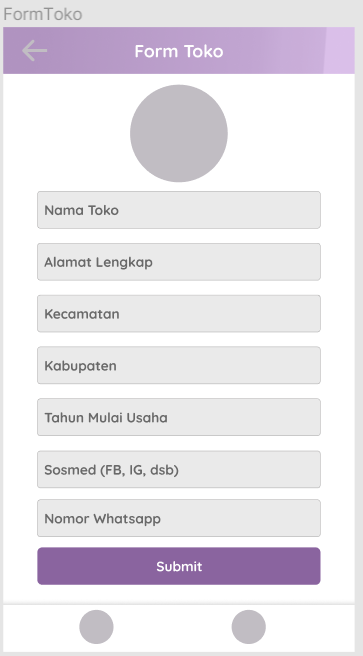 FormToko
Form Toko
Nama Toko
Alamat Lengkap
Kecamatan
Kabupaten
Tahun Mulai Usaha
Sosmed (FB, IG, dsb)
Nomor Whatsapp
Submit